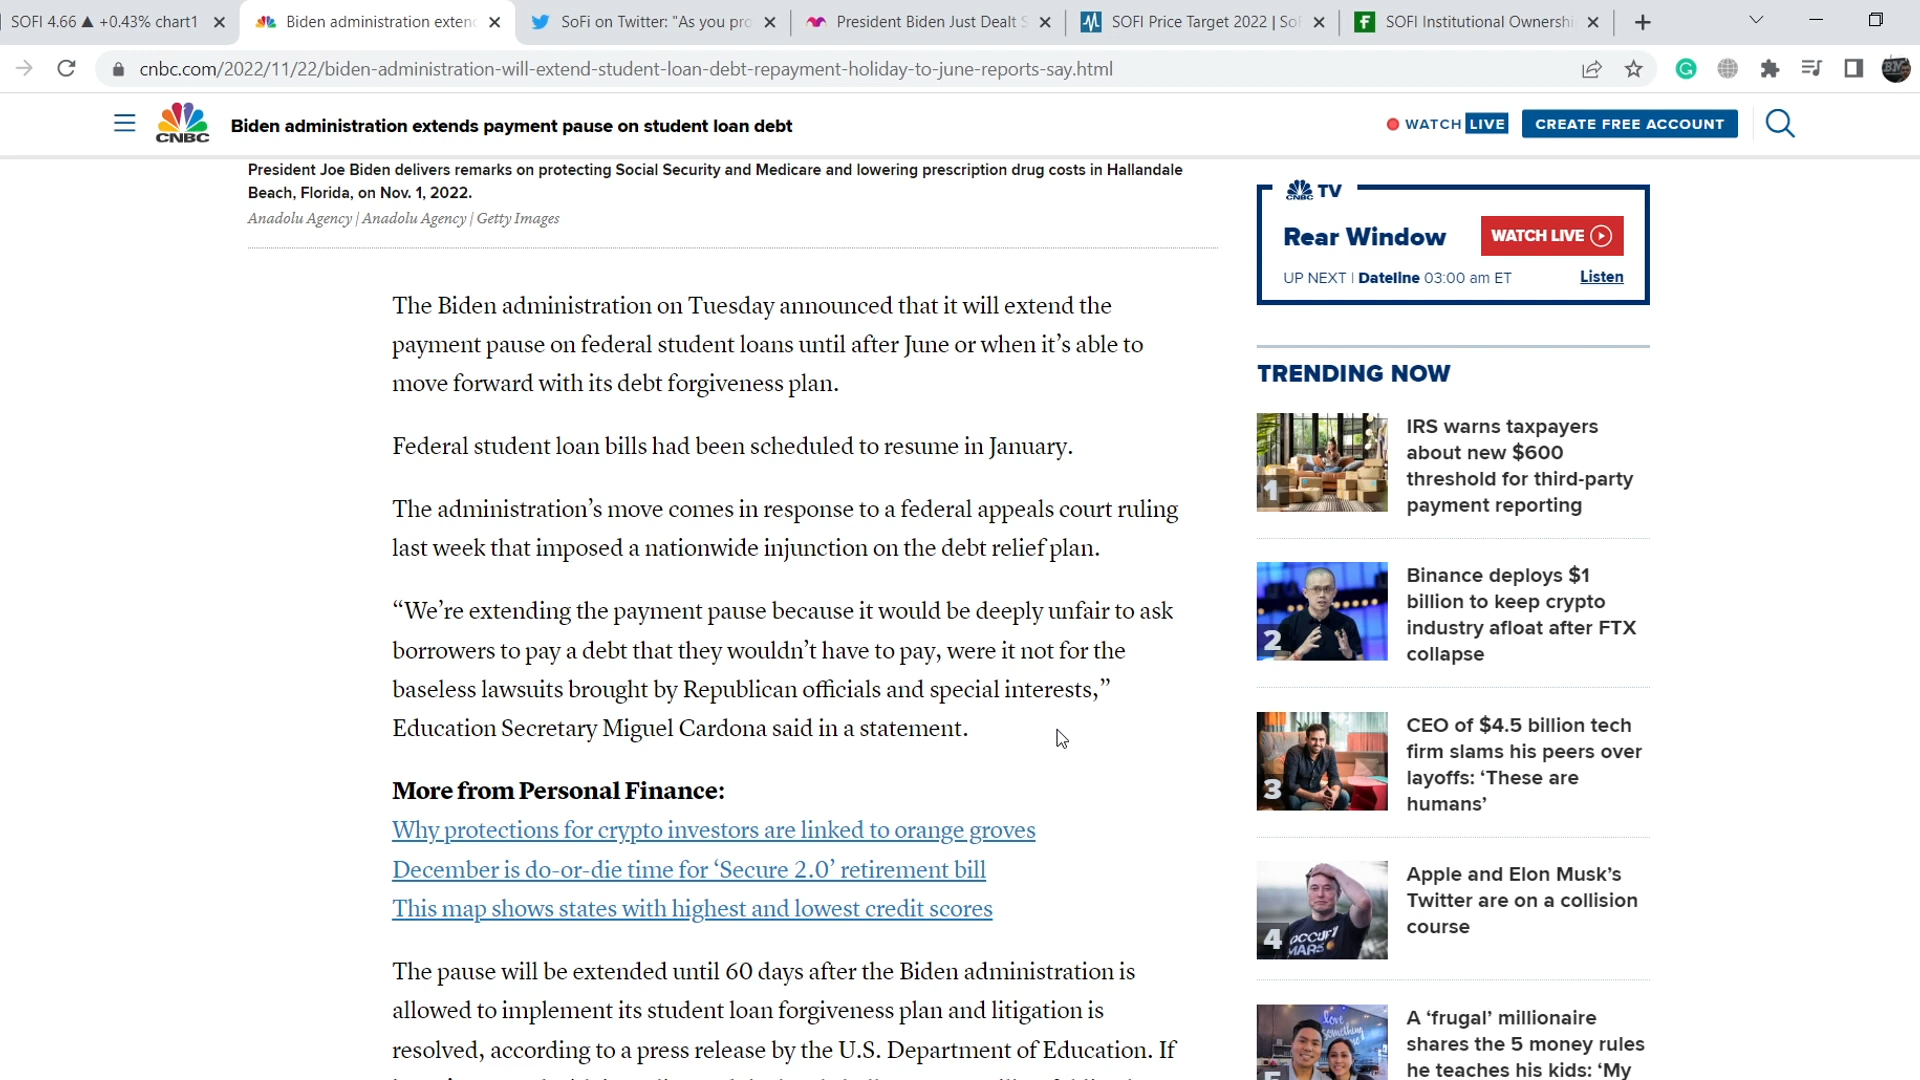 SOFI 4.66 ▲ +0.43% chart1
Biden administration exten
SoFi on Twitter: "As you pro
President Biden Just Dealt S
SOFI Price Target 2022 | SoF
SOFI Institutional Ownershi
cnbc.com/2022/11/22/biden-administration-will-extend-student-loan-debt-repayment-holiday-to-june-reports-say.html
CNBC
Biden administration extends payment pause on student loan debt
WATCH LIVE
CREATE FREE ACCOUNT
President Joe Biden delivers remarks on protecting Social Security and Medicare and lowering prescription drug costs in Hallandale
Beach, Florida, on Nov. 1, 2022.
Anadolu Agency | Anadolu Agency | Getty Images
The Biden administration on Tuesday announced that it will extend the
payment pause on federal student loans until after June or when it’s able to
move forward with its debt forgiveness plan.
Federal student loan bills had been scheduled to resume in January.
The administration’s move comes in response to a federal appeals court ruling
last week that imposed a nationwide injunction on the debt relief plan.
“We’re extending the payment pause because it would be deeply unfair to ask
borrowers to pay a debt that they wouldn’t have to pay, were it not for the
baseless lawsuits brought by Republican officials and special interests,”
Education Secretary Miguel Cardona said in a statement.
More from Personal Finance:
Why protections for crypto investors are linked to orange groves
December is do-or-die time for ‘Secure 2.0’ retirement bill
This map shows states with highest and lowest credit scores
The pause will be extended until 60 days after the Biden administration is
allowed to implement its student loan forgiveness plan and litigation is
resolved, according to a press release by the U.S. Department of Education. If
CNBC TV
Rear Window
WATCH LIVE
UP NEXT | Dateline 03:00 am ET
Listen
TRENDING NOW
1
IRS warns taxpayers
about new $600
threshold for third-party
payment reporting
2
Binance deploys $1
billion to keep crypto
industry afloat after FTX
collapse
3
CEO of $4.5 billion tech
firm slams his peers over
layoffs: ‘These are
humans’
4
OCCUPY
MARS
Apple and Elon Musk’s
Twitter are on a collision
course
5
love
something
A ‘frugal’ millionaire
shares the 5 money rules
he teaches his kids: ‘My